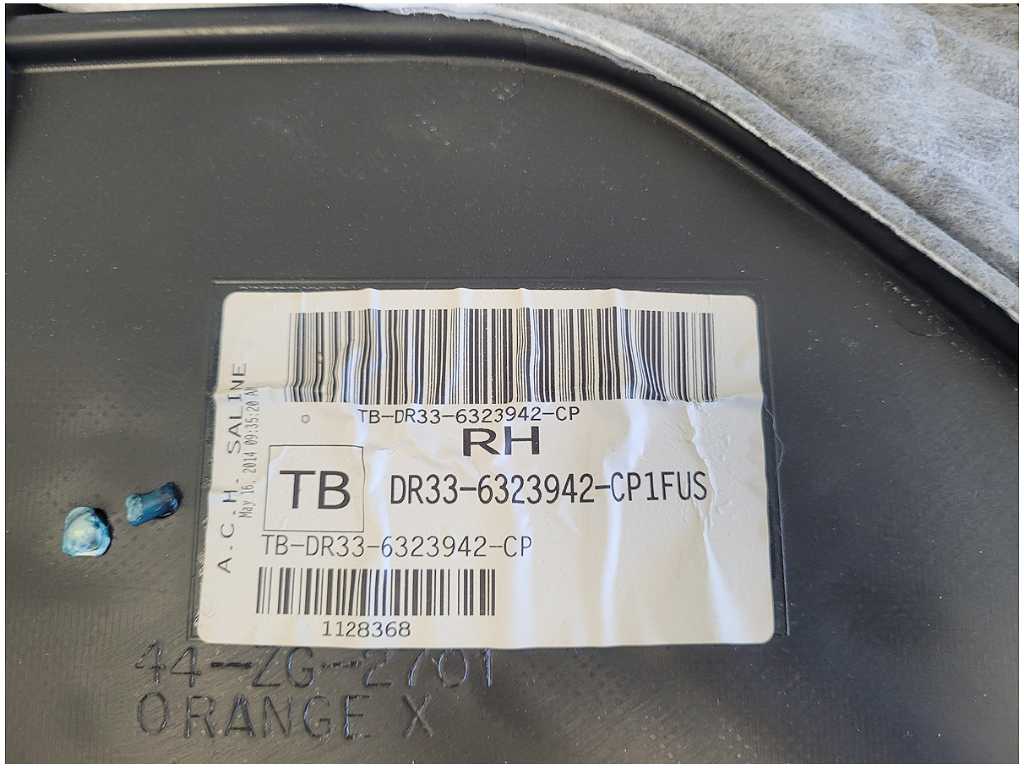 TB-DR33-6323942-CP
RH
TB
DR33-6323942-CP1FUS
TB-DR33-6323942-CP
1128368
A.C.H. SALINE
May 16, 2014 09:35:20 AM
44-ZG-2701
ORANGE X